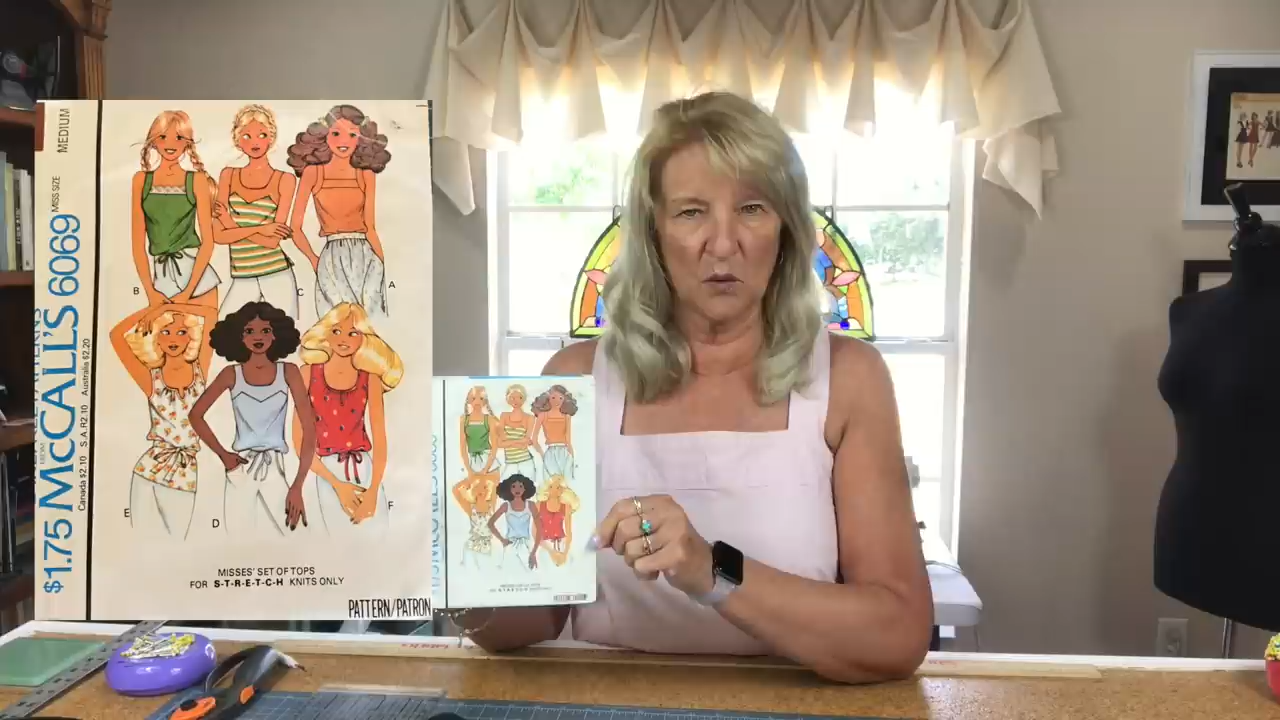 MEDIUM
MISS SIZE
$1.75 McCALL'S 6069
Canada $2.10 S.A.R2.10 Australia $2.20
B
C
A
E
D
F
MISSES' SET OF TOPS
FOR S-T-R-E-T-C-H KNITS ONLY
PATTERN/PATRON